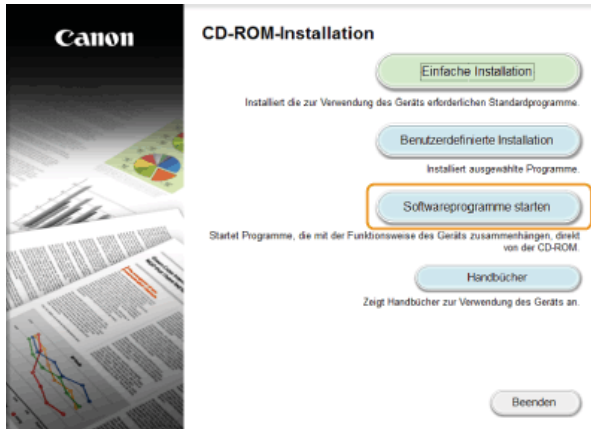 Canon
CD-ROM-Installation
Einfache Installation
Installiert die zur Verwendung des Geräts erforderlichen Standardprogramme.
Benutzerdefinierte Installation
Installiert ausgewählte Programme.
Softwareprogramme starten
Startet Programme, die mit der Funktionsweise des Geräts zusammenhängen, direkt
von der CD-ROM.
Handbücher
Zeigt Handbücher zur Verwendung des Geräts an.
Beenden